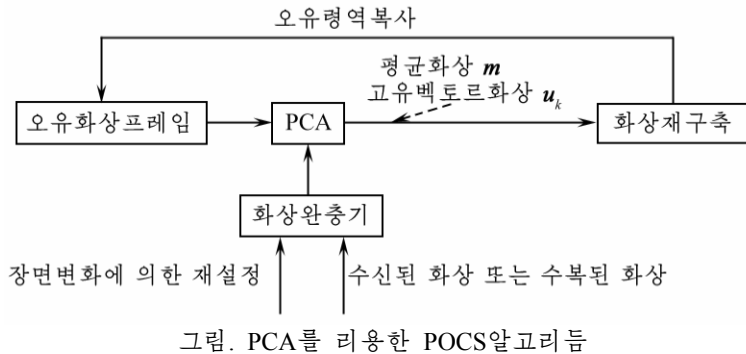 오유령역복사
평균화상 m
고유벡토르화상 u_k
오유화상프레임
PCA
화상재구축
화상완충기
장면변화에 의한 재설정
수신된 화상 또는 수복된 화상
그림. PCA를 리용한 POCS알고리듬